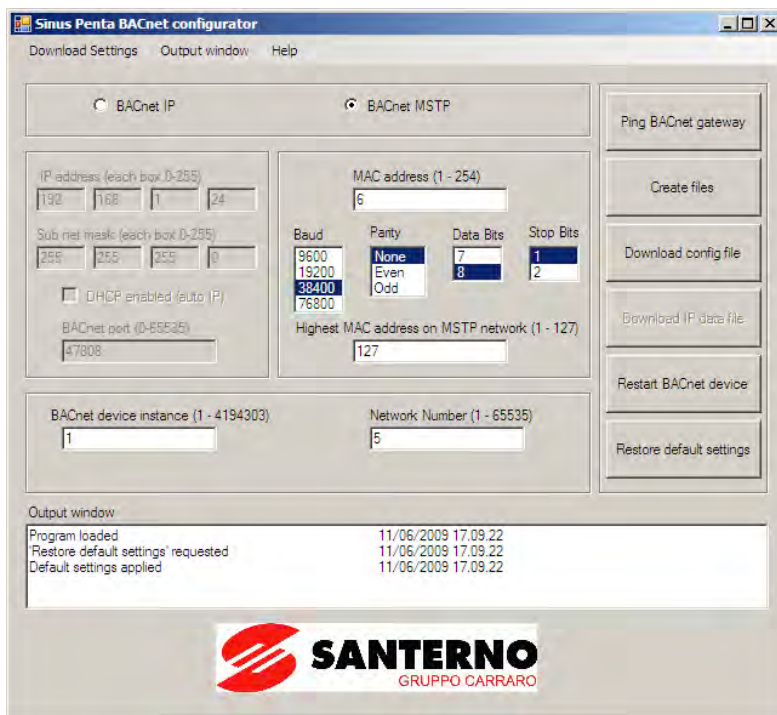 Sinus Penta BACnet configurator
Download Settings Output window Help
BACnet IP BACnet MSTP
Ping BACnet gateway
Create files
Download config file
Download IP data file
Restart BACnet device
Restore default settings
IP address (each box 0-255)
192 168 1 24
Sub net mask (each box 0-255)
255 255 255 0
DHCP enabled (auto IP)
BACnet port (0-65535)
47808
MAC address (1 - 254)
6
Baud Parity Data Bits Stop Bits
9600 None 7 1
19200 Even 8 2
38400 Odd
76800
Highest MAC address on MSTP network (1 - 127)
127
BACnet device instance (1 - 4194303) Network Number (1 - 65535)
1 5
Output window
Program loaded 11/06/2009 17.09.22
'Restore default settings' requested 11/06/2009 17.09.22
Default settings applied 11/06/2009 17.09.22
SANTERNO
GRUPPO CARRARO